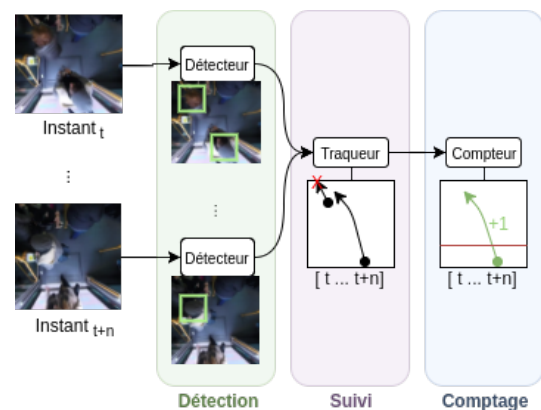 Instant t
⋮
Instant t+n
Détecteur
⋮
Détecteur
Détection
Traqueur
X
[ t ... t+n]
Suivi
Compteur
+1
[ t ... t+n]
Comptage